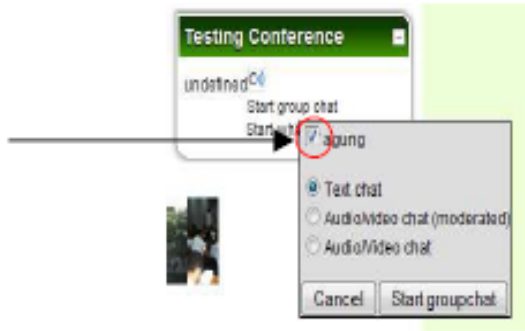 Testing Conference
undefined
Start group chat
Start
agung
Text chat
Audio/video chat (moderated)
Audio/Video chat
Cancel Start groupchat